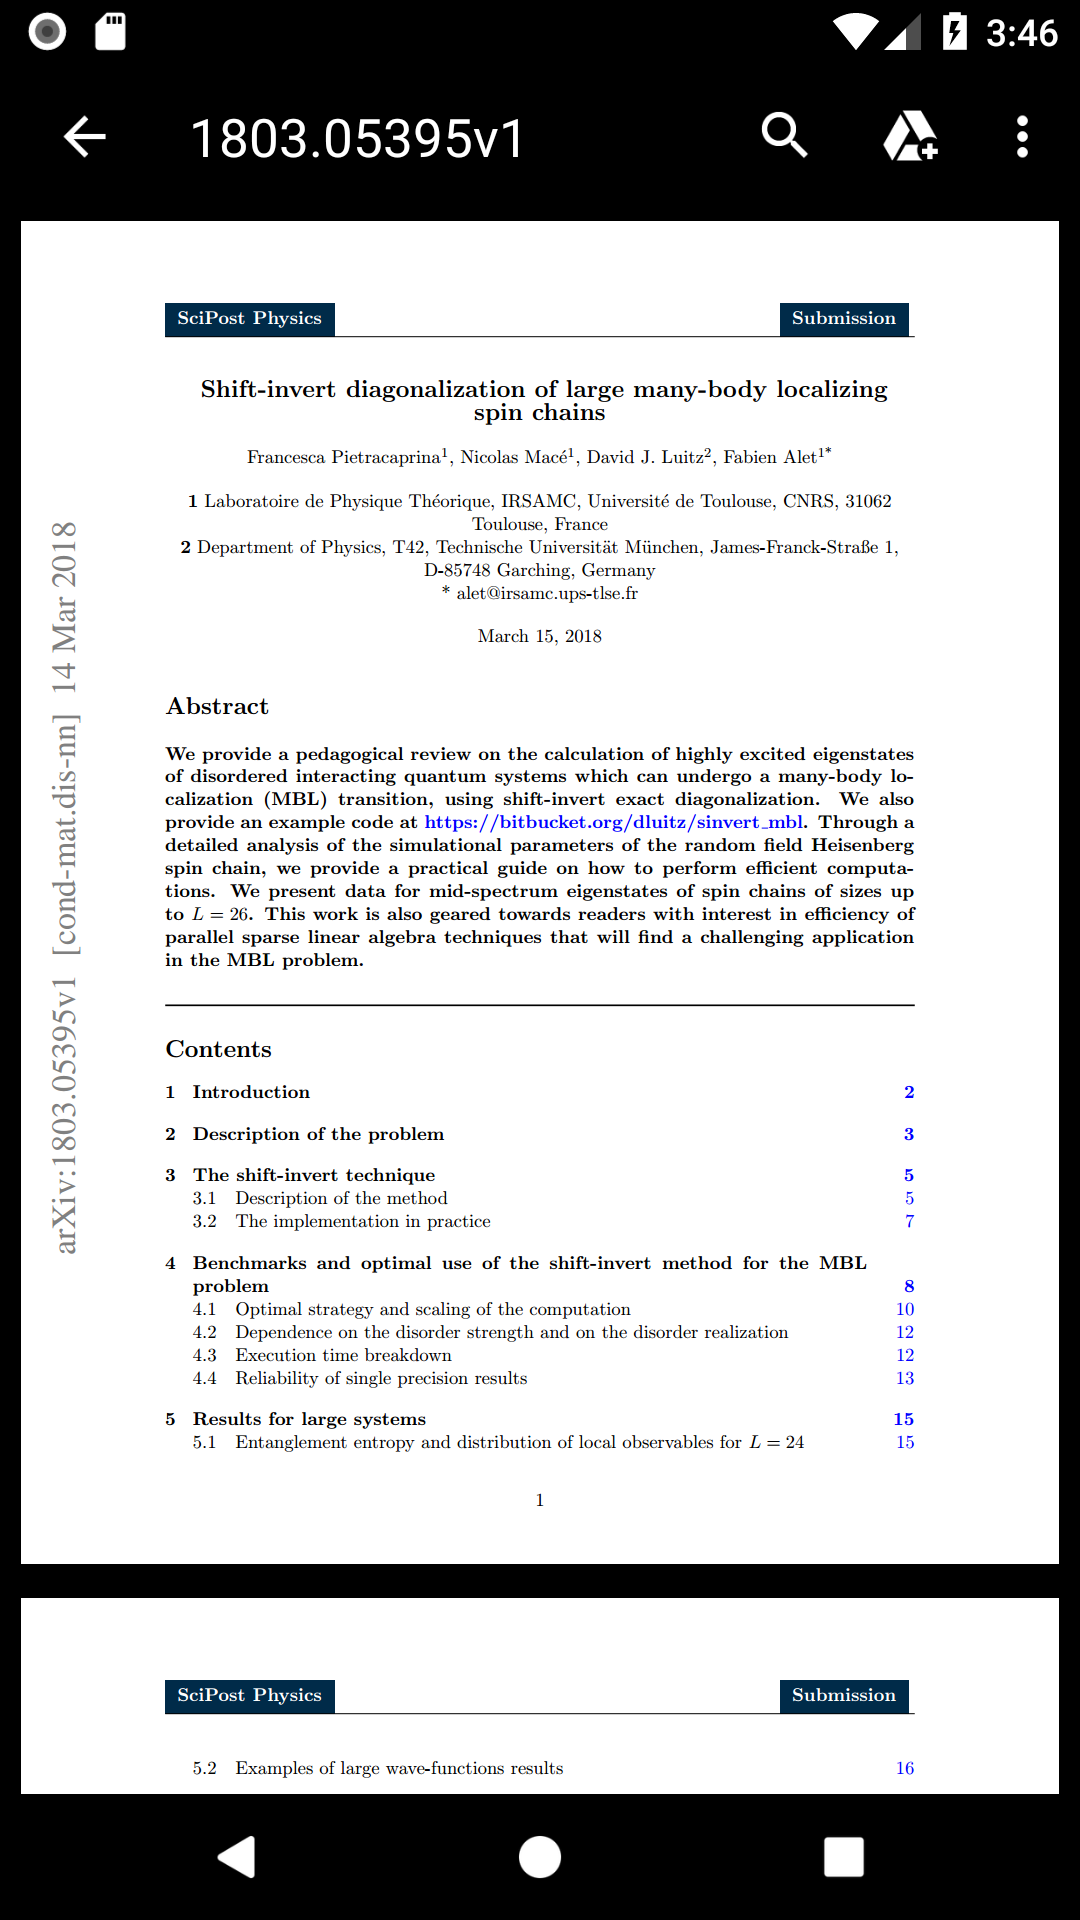 3:46
1803.05395v1
SciPost Physics Submission
Shift-invert diagonalization of large many-body localizing
spin chains
Francesca Pietracaprina1, Nicolas Macé1, David J. Luitz2, Fabien Alet1*
1 Laboratoire de Physique Théorique, IRSAMC, Université de Toulouse, CNRS, 31062
Toulouse, France
2 Department of Physics, T42, Technische Universität München, James-Franck-Straße 1,
D-85748 Garching, Germany
* alet@irsamc.ups-tlse.fr
March 15, 2018
arXiv:1803.05395v1 [cond-mat.dis-nn] 14 Mar 2018
Abstract
We provide a pedagogical review on the calculation of highly excited eigenstates
of disordered interacting quantum systems which can undergo a many-body lo-
calization (MBL) transition, using shift-invert exact diagonalization. We also
provide an example code at https://bitbucket.org/dluitz/sinvert_mbl. Through a
detailed analysis of the simulational parameters of the random field Heisenberg
spin chain, we provide a practical guide on how to perform efficient computa-
tions. We present data for mid-spectrum eigenstates of spin chains of sizes up
to L = 26. This work is also geared towards readers with interest in efficiency of
parallel sparse linear algebra techniques that will find a challenging application
in the MBL problem.
Contents
1 Introduction 2
2 Description of the problem 3
3 The shift-invert technique 5
3.1 Description of the method 5
3.2 The implementation in practice 7
4 Benchmarks and optimal use of the shift-invert method for the MBL
problem 8
4.1 Optimal strategy and scaling of the computation 10
4.2 Dependence on the disorder strength and on the disorder realization 12
4.3 Execution time breakdown 12
4.4 Reliability of single precision results 13
5 Results for large systems 15
5.1 Entanglement entropy and distribution of local observables for L = 24 15
1
SciPost Physics Submission
5.2 Examples of large wave-functions results 16